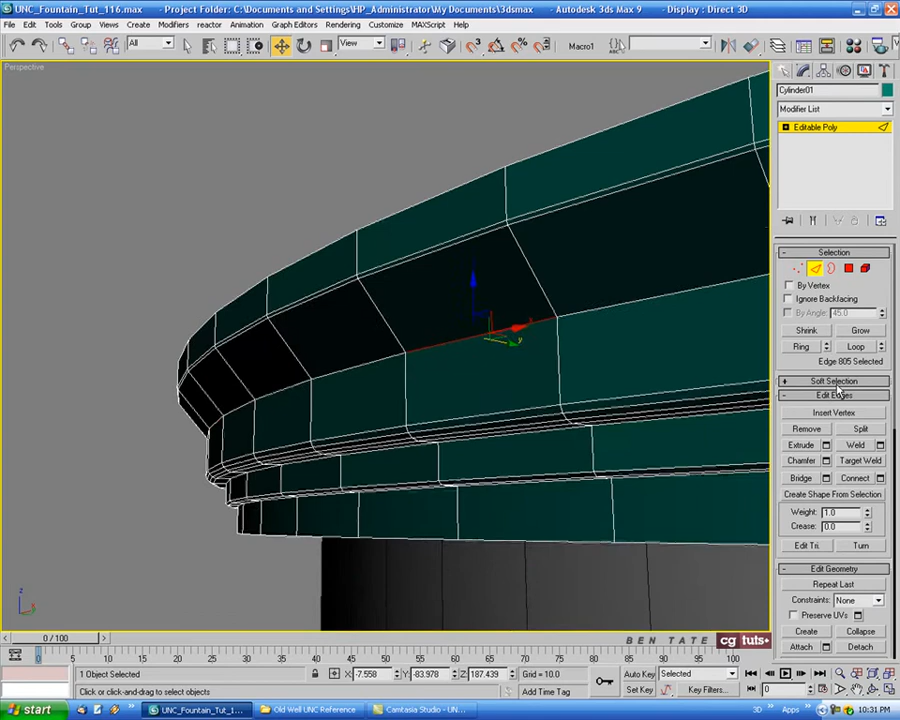 UNC_Fountain_Tut_116.max - Project Folder: C:\Documents and Settings\HP_Administrator\My Documents\3dsmax - Autodesk 3ds Max 9 - Display : Direct 3D
File Edit Tools Group Views Create Modifiers reactor Animation Graph Editors Rendering Customize MAXScript Help
All View Macro1
Perspective
Cylinder01
Modifier List
Editable Poly
Selection
By Vertex
Ignore Backfacing
By Angle: 45.0
Shrink Grow
Ring Loop
Edge 805 Selected
Soft Selection
Edit Edges
Insert Vertex
Remove Split
Extrude Weld
Chamfer Target Weld
Bridge Connect
Create Shape From Selection
Weight: 1.0
Crease: 0.0
Edit Tri. Turn
Edit Geometry
Repeat Last
Constraints: None
Preserve UVs
Create Collapse
Attach Detach
z
x
y
0 / 100
BEN TATE cg tuts+
0 5 10 15 20 25 30 35 40 45 50 55 60 65 70 75 80 85 90 95 100
1 Object Selected X: -7.558 Y: -83.978 Z: 187.439 Grid = 10.0 Auto Key Selected
Click or click-and-drag to select objects Add Time Tag Set Key Key Filters... 0
start UNC_Fountain_Tut_1... Old Well UNC Reference Camtasia Studio - UN... Apps 10:31 PM